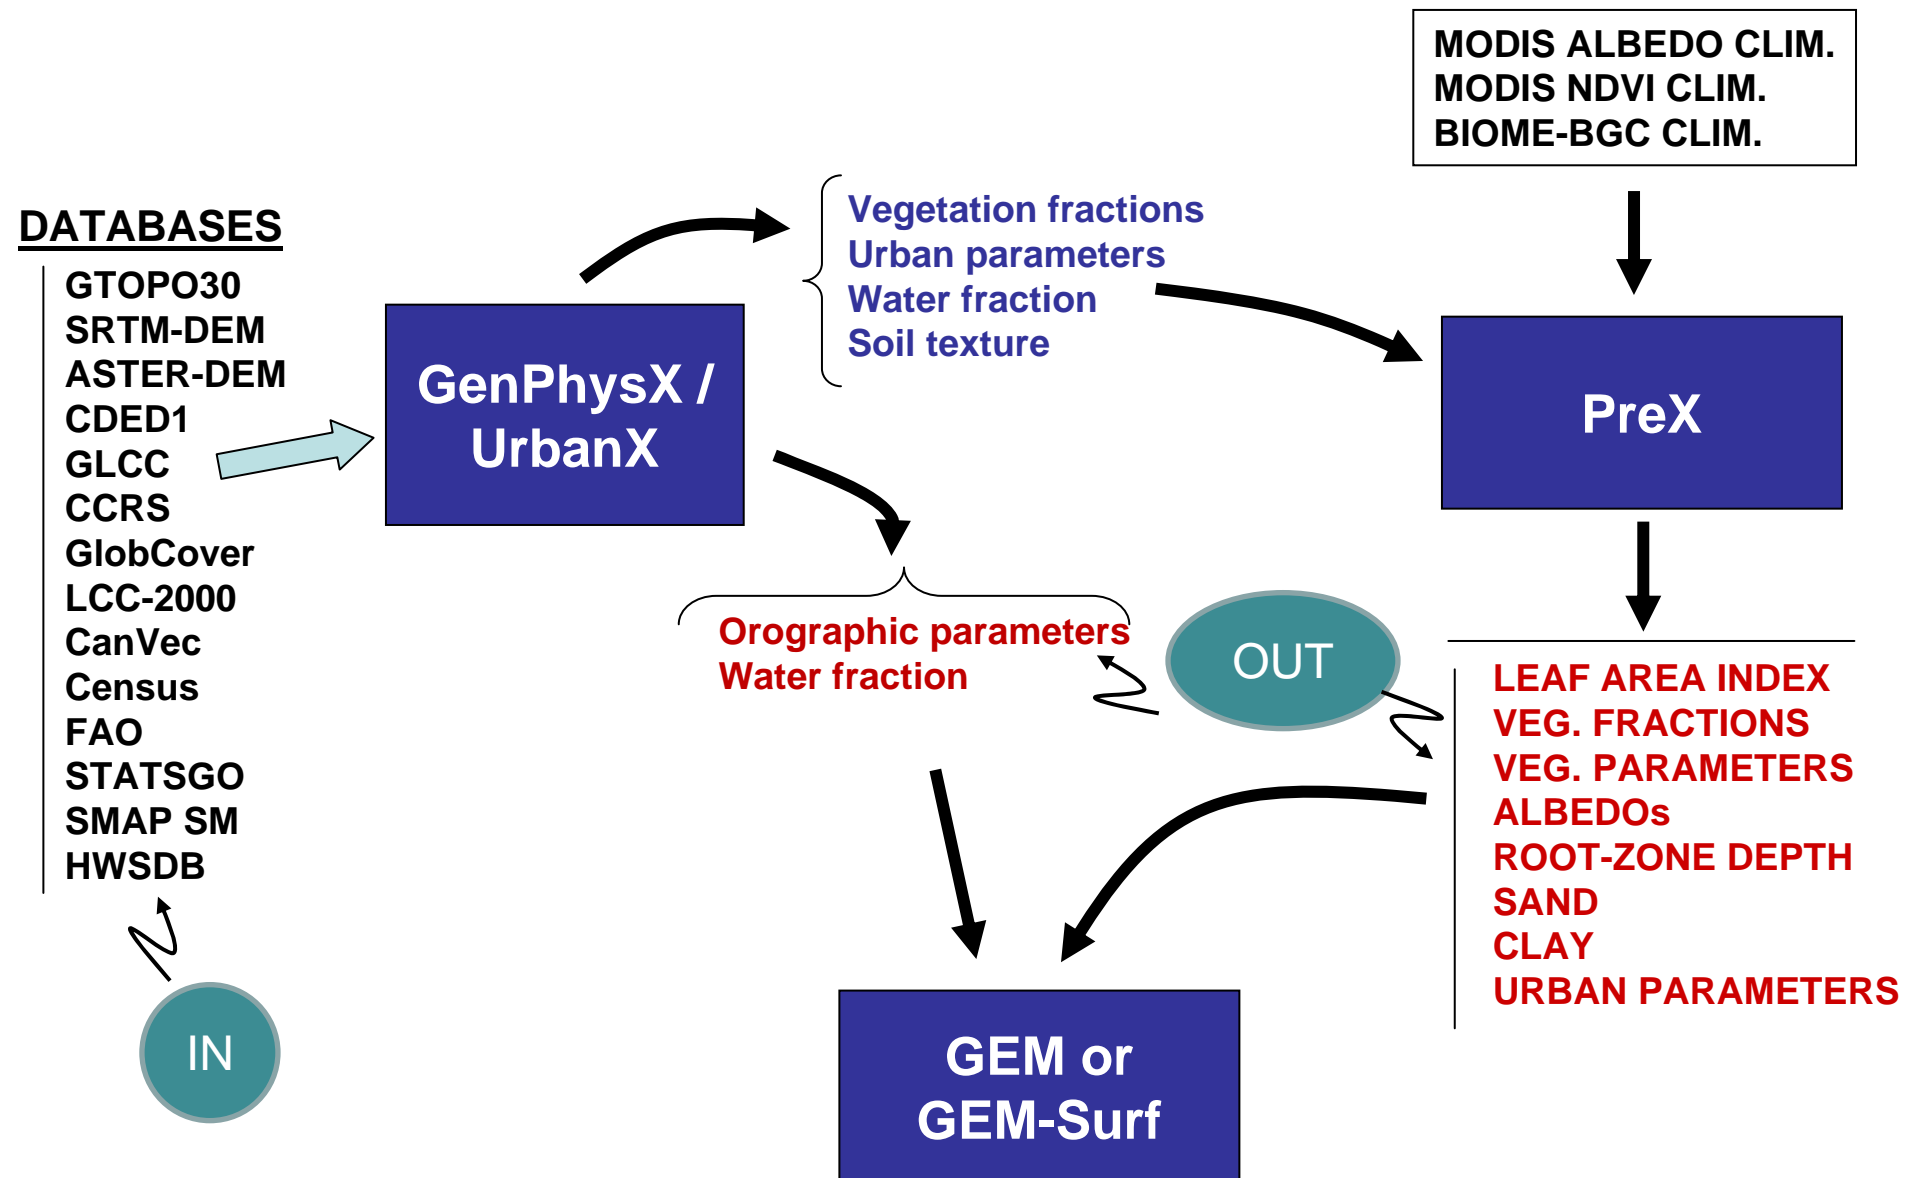 DATABASES
GTOPO30
SRTM-DEM
ASTER-DEM
CDED1
GLCC
CCRS
GlobCover
LCC-2000
CanVec
Census
FAO
STATSGO
SMAP SM
HWSDB
IN
GenPhysX /
UrbanX
Vegetation fractions
Urban parameters
Water fraction
Soil texture
MODIS ALBEDO CLIM.
MODIS NDVI CLIM.
BIOME-BGC CLIM.
PreX
Orographic parameters
Water fraction
OUT
LEAF AREA INDEX
VEG. FRACTIONS
VEG. PARAMETERS
ALBEDOs
ROOT-ZONE DEPTH
SAND
CLAY
URBAN PARAMETERS
GEM or
GEM-Surf